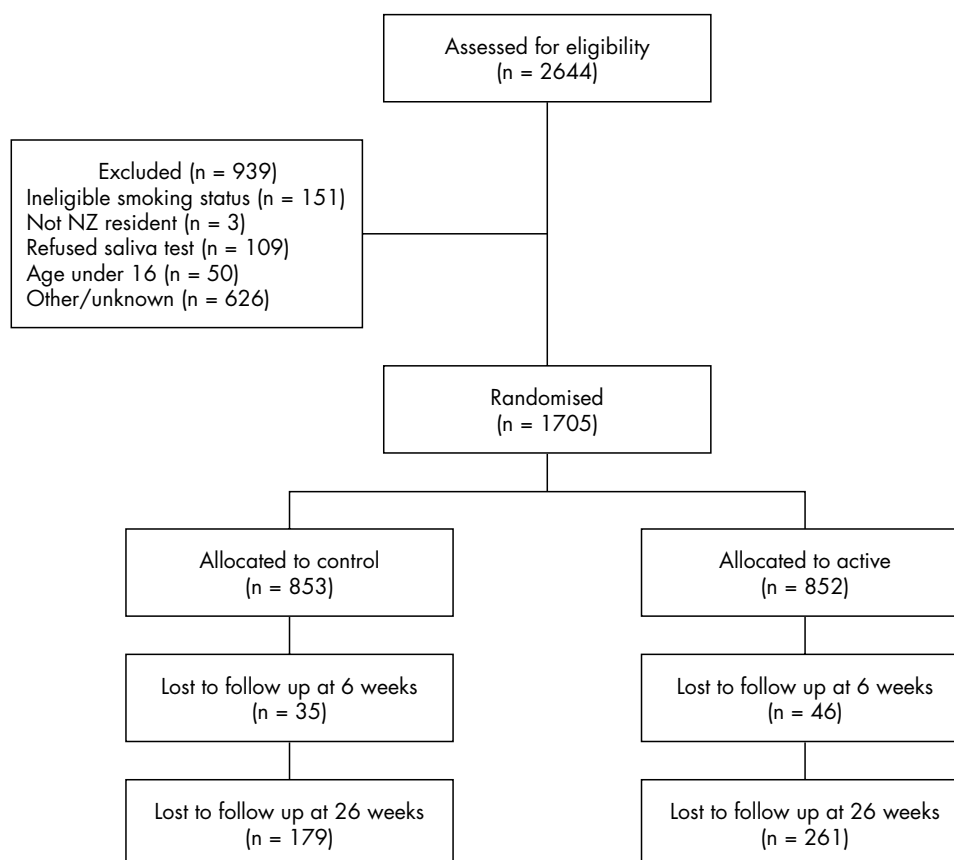 Assessed for eligibility
(n = 2644)
Excluded (n = 939)
Ineligible smoking status (n = 151)
Not NZ resident (n = 3)
Refused saliva test (n = 109)
Age under 16 (n = 50)
Other/unknown (n = 626)
Randomised
(n = 1705)
Allocated to control
(n = 853)
Allocated to active
(n = 852)
Lost to follow up at 6 weeks
(n = 35)
Lost to follow up at 6 weeks
(n = 46)
Lost to follow up at 26 weeks
(n = 179)
Lost to follow up at 26 weeks
(n = 261)